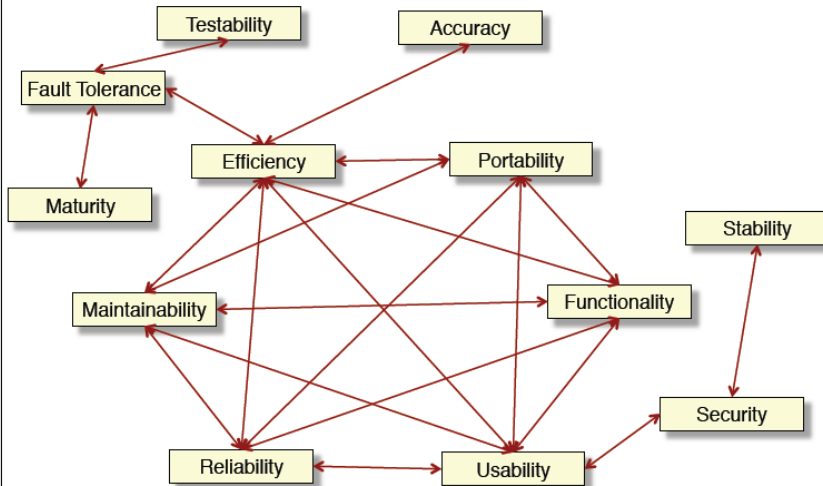 Testability
Accuracy
Fault Tolerance
Efficiency
Portability
Maturity
Stability
Maintainability
Functionality
Security
Reliability
Usability